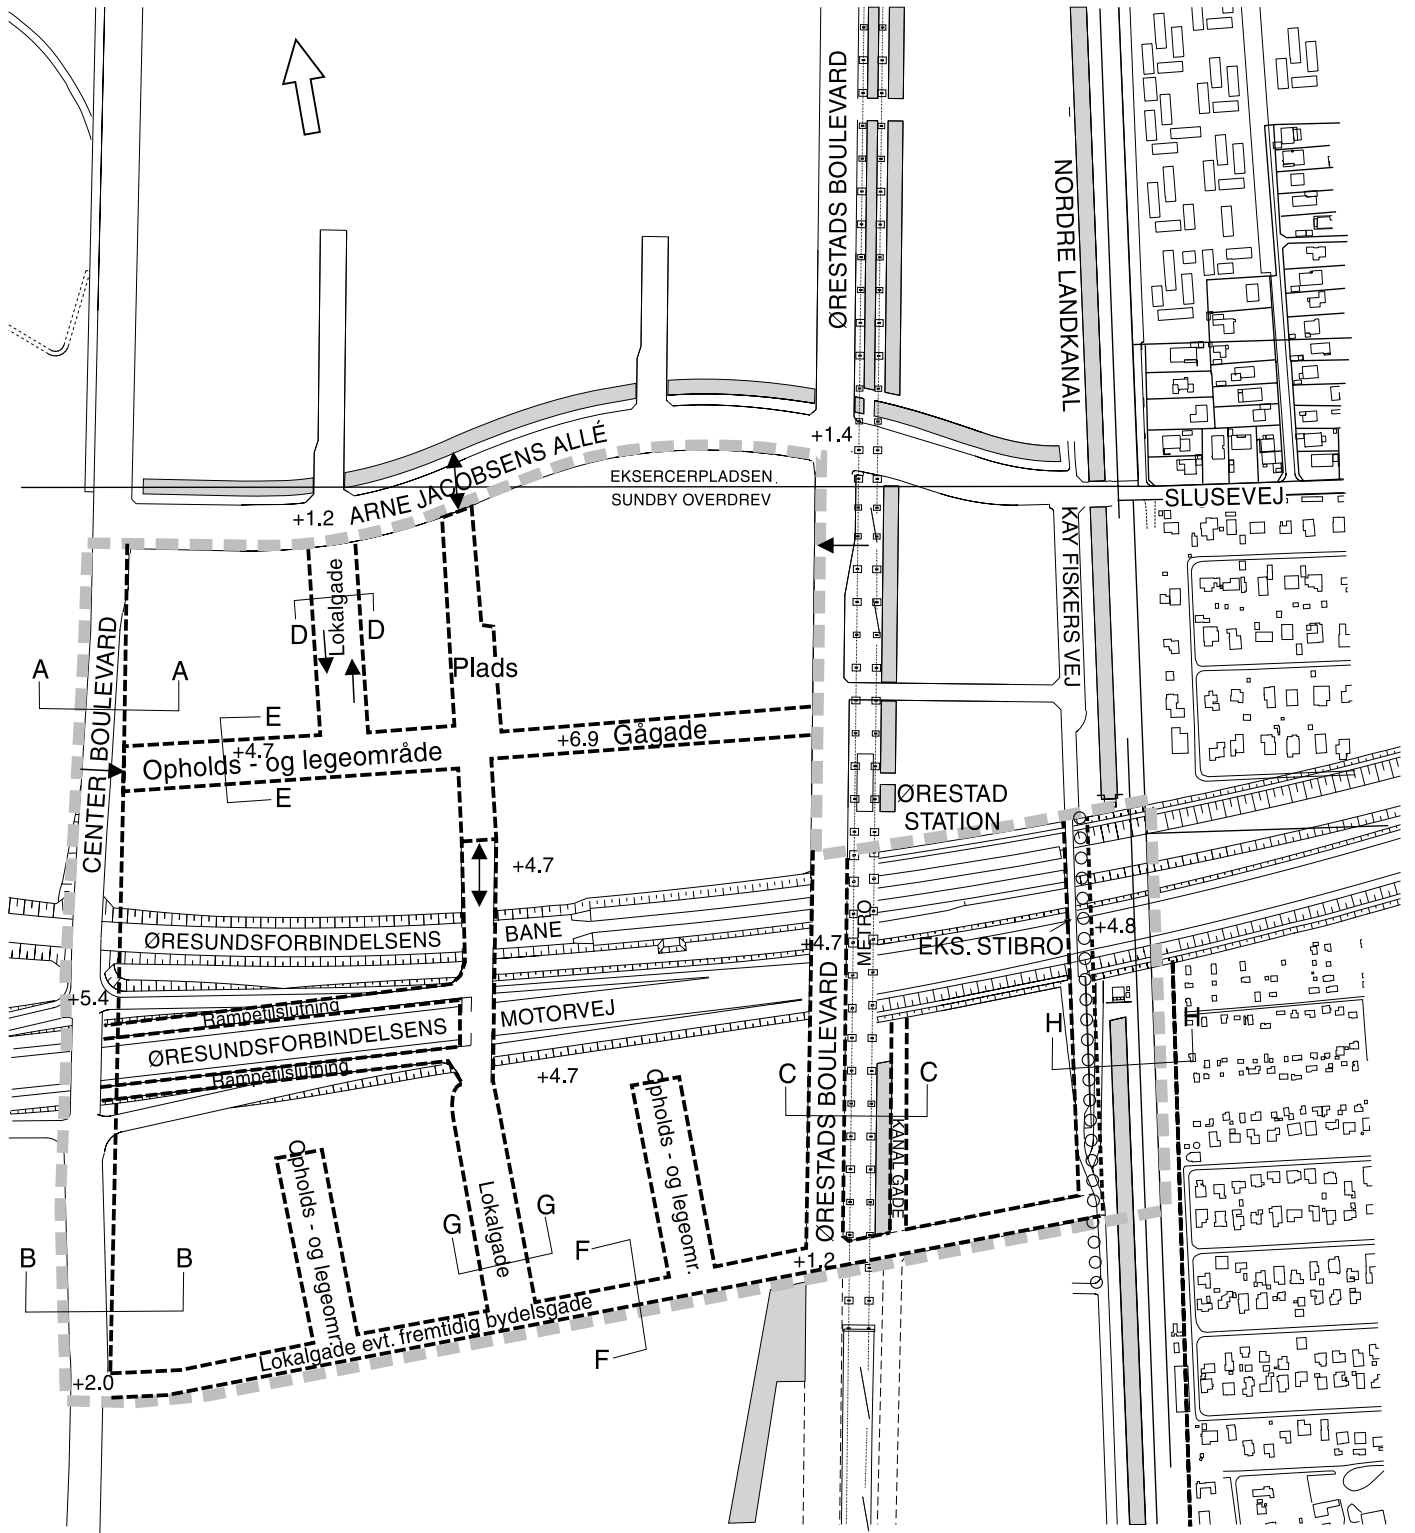 ØRESTADS BOULEVARD
NORDRE LANDKANAL
+1.4
ARNE JACOBSENS ALLÉ
EKSERCERPLADSEN
SUNDBY OVERDREV
SLUSEVEJ
+1.2
KAY FISKERS VEJ
Lokalgade
D
D
CENTER BOULEVARD
A
A
Plads
E
+4.7
Opholds - og legeområde
+6.9
Gågade
E
ØRESTAD
STATION
+4.7
METRO
ØRESUNDSFORBINDELSENS
BANE
+4.7
EKS. STIBRO
+4.8
+5.4
Rampetilslutning
MOTORVEJ
ØRESUNDSFORBINDELSENS
Rampetilslutning
+4.7
H
H
C
C
ØRESTADS BOULEVARD
KANALGADE
Opholds - og legeomr.
Opholds - og legeomr.
Lokalgade
G
G
F
B
B
+1.2
Lokalgade evt. fremtidig bydelsgade
F
+2.0